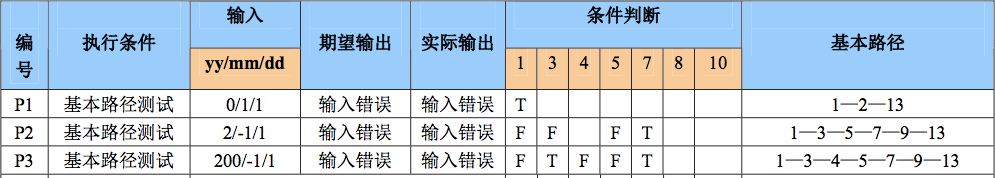 编号 执行条件 输入 期望输出 实际输出 条件判断 基本路径
yy/mm/dd 1 3 4 5 7 8 10
P1 基本路径测试 0/1/1 输入错误 输入错误 T 1—2—13
P2 基本路径测试 2/-1/1 输入错误 输入错误 F F F T 1—3—5—7—9—13
P3 基本路径测试 200/-1/1 输入错误 输入错误 F T F F T 1—3—4—5—7—9—13